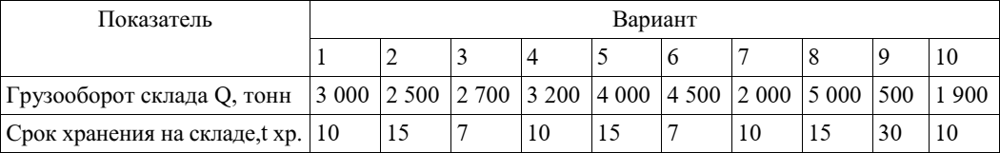 Показатель Вариант
1 2 3 4 5 6 7 8 9 10
Грузооборот склада Q, тонн 3 000 2 500 2 700 3 200 4 000 4 500 2 000 5 000 500 1 900
Срок хранения на складе,t хр. 10 15 7 10 15 7 10 15 30 10